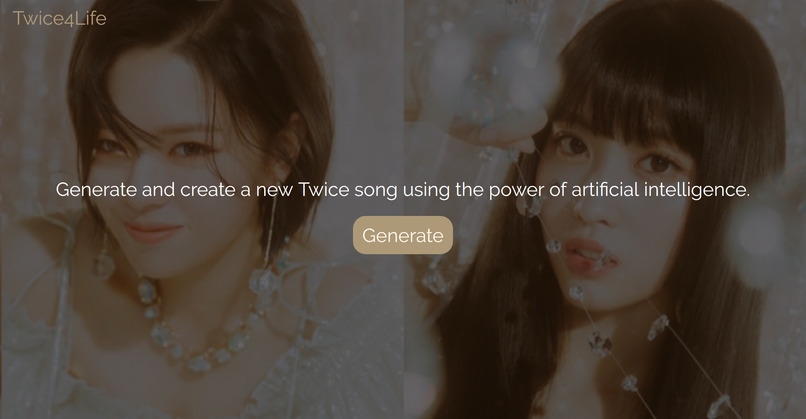 Twice4Life
Generate and create a new Twice song using the power of artificial intelligence.
Generate